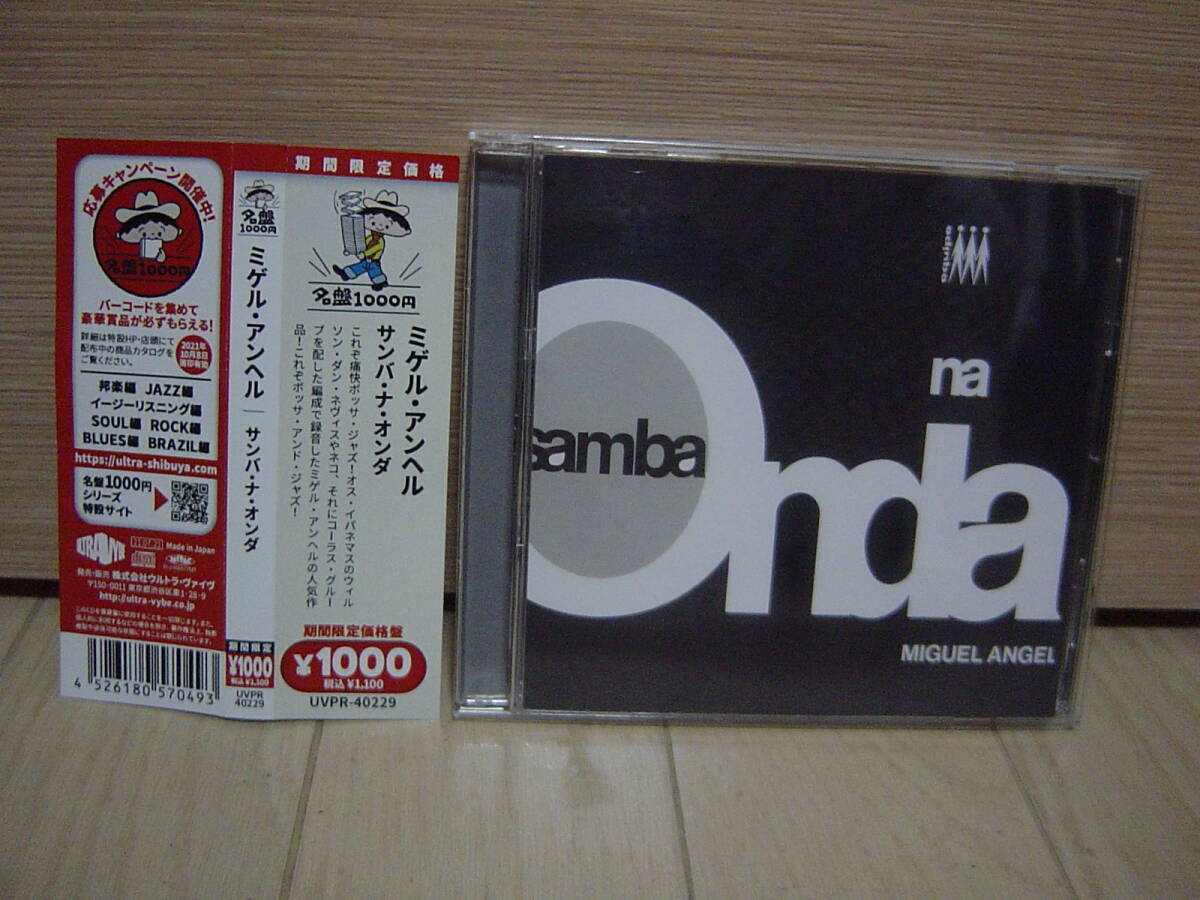 応募キャンペーン開催中!
名盤1000円
バーコードを集めて
豪華賞品が必ずもらえる!
詳細は特設HP・店頭にて
配布中の商品カタログを
ご覧ください。
2021年
10月8日
消印有効
邦楽編 JAZZ編
イージーリスニング編
SOUL編 ROCK編
BLUES編 BRAZIL編
https://ultra-shibuya.com
名盤1000円
シリーズ
特設サイト
Made in Japan
発売・販売 株式会社ウルトラ・ヴァイヴ
〒150-0011 東京都渋谷区東1-28-9
http://ultra-vybe.co.jp
4 526180 570493
名盤
1000円
ミゲル・アンヘル
サンバ・ナ・オンダ
期間限定
¥1000
税込¥1,100
UVPR
40229
期間限定価格
名盤1000円
ミゲル・アンヘル
サンバ・ナ・オンダ
これぞ痛快ボッサ・ジャズ!オス・イパネマスのウィル
ソン・ダン・ネヴィスやネコ、それにコーラス・グルー
プを配した編成で録音したミゲル・アンヘルの人気作
品!これぞボッサ・アンド・ジャズ!
期間限定価格盤
¥1000
税込¥1,100
UVPR-40229
equipe
na
samba
Onda
MIGUEL ANGEL